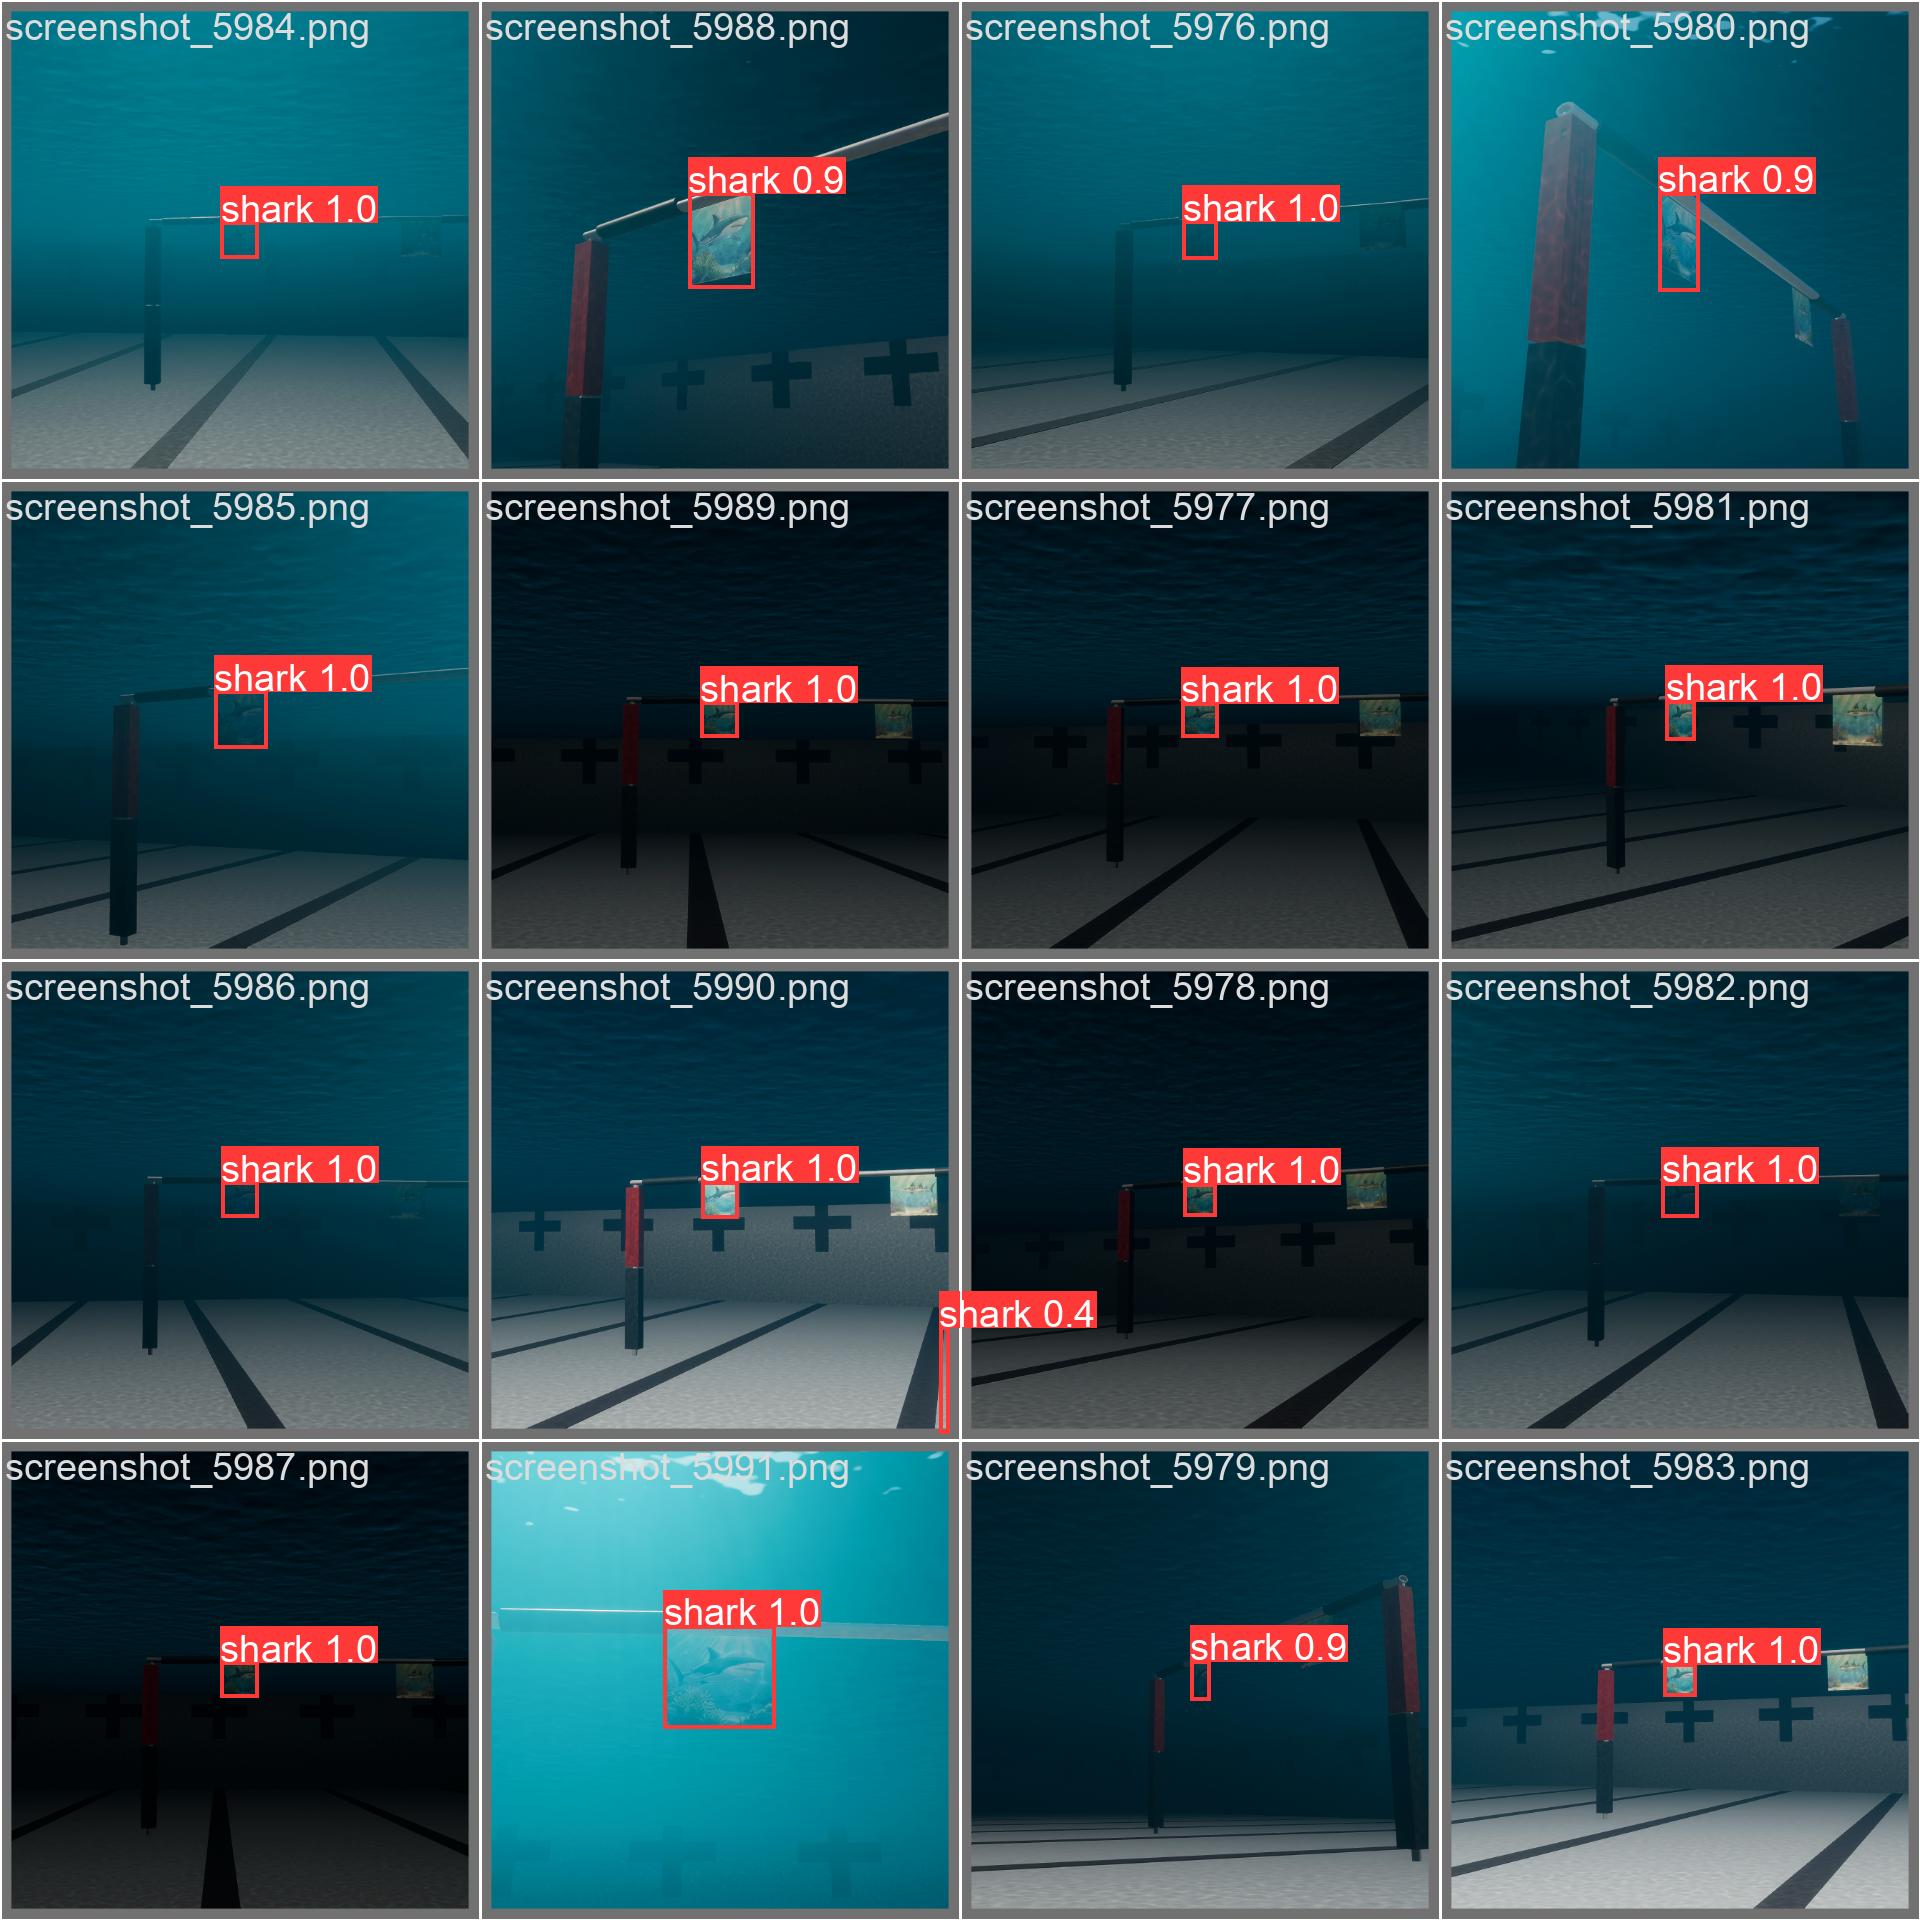 screenshot_5984.png
shark 1.0
screenshot_5988.png
shark 0.9
screenshot_5976.png
shark 1.0
screenshot_5980.png
shark 0.9
screenshot_5985.png
shark 1.0
screenshot_5989.png
shark 1.0
screenshot_5977.png
shark 1.0
screenshot_5981.png
shark 1.0
screenshot_5986.png
shark 1.0
screenshot_5990.png
shark 1.0
shark 0.4
screenshot_5978.png
shark 1.0
screenshot_5982.png
shark 1.0
screenshot_5987.png
shark 1.0
screenshot_5991.png
shark 1.0
screenshot_5979.png
shark 0.9
screenshot_5983.png
shark 1.0